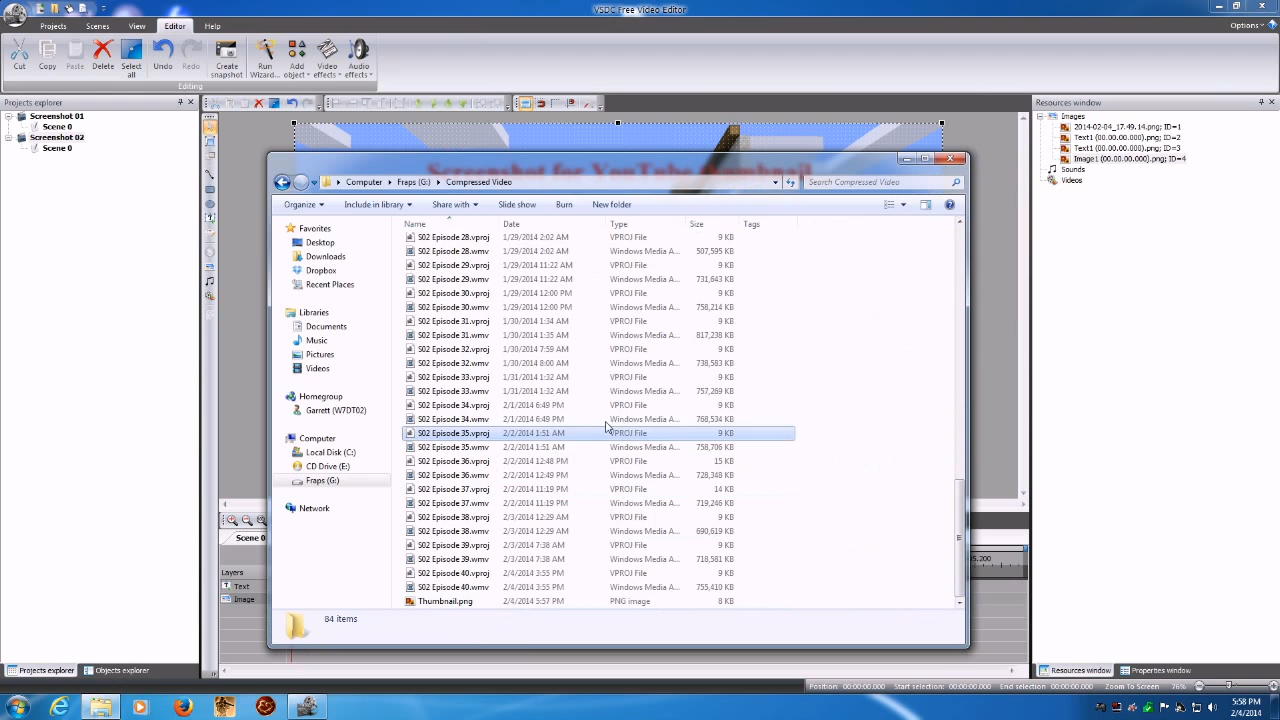 VSDC Free Video Editor
Projects Scenes View Editor Help Options
Cut Copy Paste Delete Select all Undo Redo Create snapshot Run Wizard... Add object Video effects Audio effects
Editing
Projects explorer
Screenshot 01
Scene 0
Screenshot 02
Scene 0
Resources window
Images
2014-02-04_17.49.14.png; ID=1
Text1 (00.00.00.000).png; ID=2
Text1 (00.00.00.000).png; ID=3
Image1 (00.00.00.000).png; ID=4
Sounds
Videos
Computer Fraps (G:) Compressed Video Search Compressed Video
Organize Include in library Share with Slide show Burn New folder
Name Date Type Size Tags
Favorites
Desktop
Downloads
Dropbox
Recent Places
Libraries
Documents
Music
Pictures
Videos
Homegroup
Garrett (W7DT02)
Computer
Local Disk (C:)
CD Drive (E:)
Fraps (G:)
Network
S02 Episode 28.vproj 1/29/2014 2:02 AM VPROJ File 9 KB
S02 Episode 28.wmv 1/29/2014 2:02 AM Windows Media A... 507,595 KB
S02 Episode 29.vproj 1/29/2014 11:22 AM VPROJ File 9 KB
S02 Episode 29.wmv 1/29/2014 11:22 AM Windows Media A... 731,643 KB
S02 Episode 30.vproj 1/29/2014 12:00 PM VPROJ File 9 KB
S02 Episode 30.wmv 1/29/2014 12:00 PM Windows Media A... 758,214 KB
S02 Episode 31.vproj 1/30/2014 1:34 AM VPROJ File 9 KB
S02 Episode 31.wmv 1/30/2014 1:35 AM Windows Media A... 817,238 KB
S02 Episode 32.vproj 1/30/2014 7:59 AM VPROJ File 9 KB
S02 Episode 32.wmv 1/30/2014 8:00 AM Windows Media A... 738,583 KB
S02 Episode 33.vproj 1/31/2014 1:32 AM VPROJ File 9 KB
S02 Episode 33.wmv 1/31/2014 1:32 AM Windows Media A... 757,269 KB
S02 Episode 34.vproj 2/1/2014 6:49 PM VPROJ File 9 KB
S02 Episode 34.wmv 2/1/2014 6:49 PM Windows Media A... 768,534 KB
S02 Episode 35.vproj 2/2/2014 1:51 AM VPROJ File 9 KB
S02 Episode 35.wmv 2/2/2014 1:51 AM Windows Media A... 758,706 KB
S02 Episode 36.vproj 2/2/2014 12:48 PM VPROJ File 15 KB
S02 Episode 36.wmv 2/2/2014 12:49 PM Windows Media A... 728,348 KB
S02 Episode 37.vproj 2/2/2014 11:19 PM VPROJ File 14 KB
S02 Episode 37.wmv 2/2/2014 11:19 PM Windows Media A... 719,246 KB
S02 Episode 38.vproj 2/3/2014 12:29 AM VPROJ File 9 KB
S02 Episode 38.wmv 2/3/2014 12:29 AM Windows Media A... 690,619 KB
S02 Episode 39.vproj 2/3/2014 7:38 AM VPROJ File 9 KB
S02 Episode 39.wmv 2/3/2014 7:38 AM Windows Media A... 718,581 KB
S02 Episode 40.vproj 2/4/2014 3:55 PM VPROJ File 9 KB
S02 Episode 40.wmv 2/4/2014 3:55 PM Windows Media A... 755,410 KB
Thumbnail.png 2/4/2014 5:57 PM PNG image 8 KB
84 items
Scene 0
Layers
Text
Image
Projects explorer Objects explorer
Resources window Properties window
Position: 00:00:00.000 Start selection: 00:00:00.000 End selection: 00:00:00.000 Zoom To Screen 76%
5:58 PM
2/4/2014